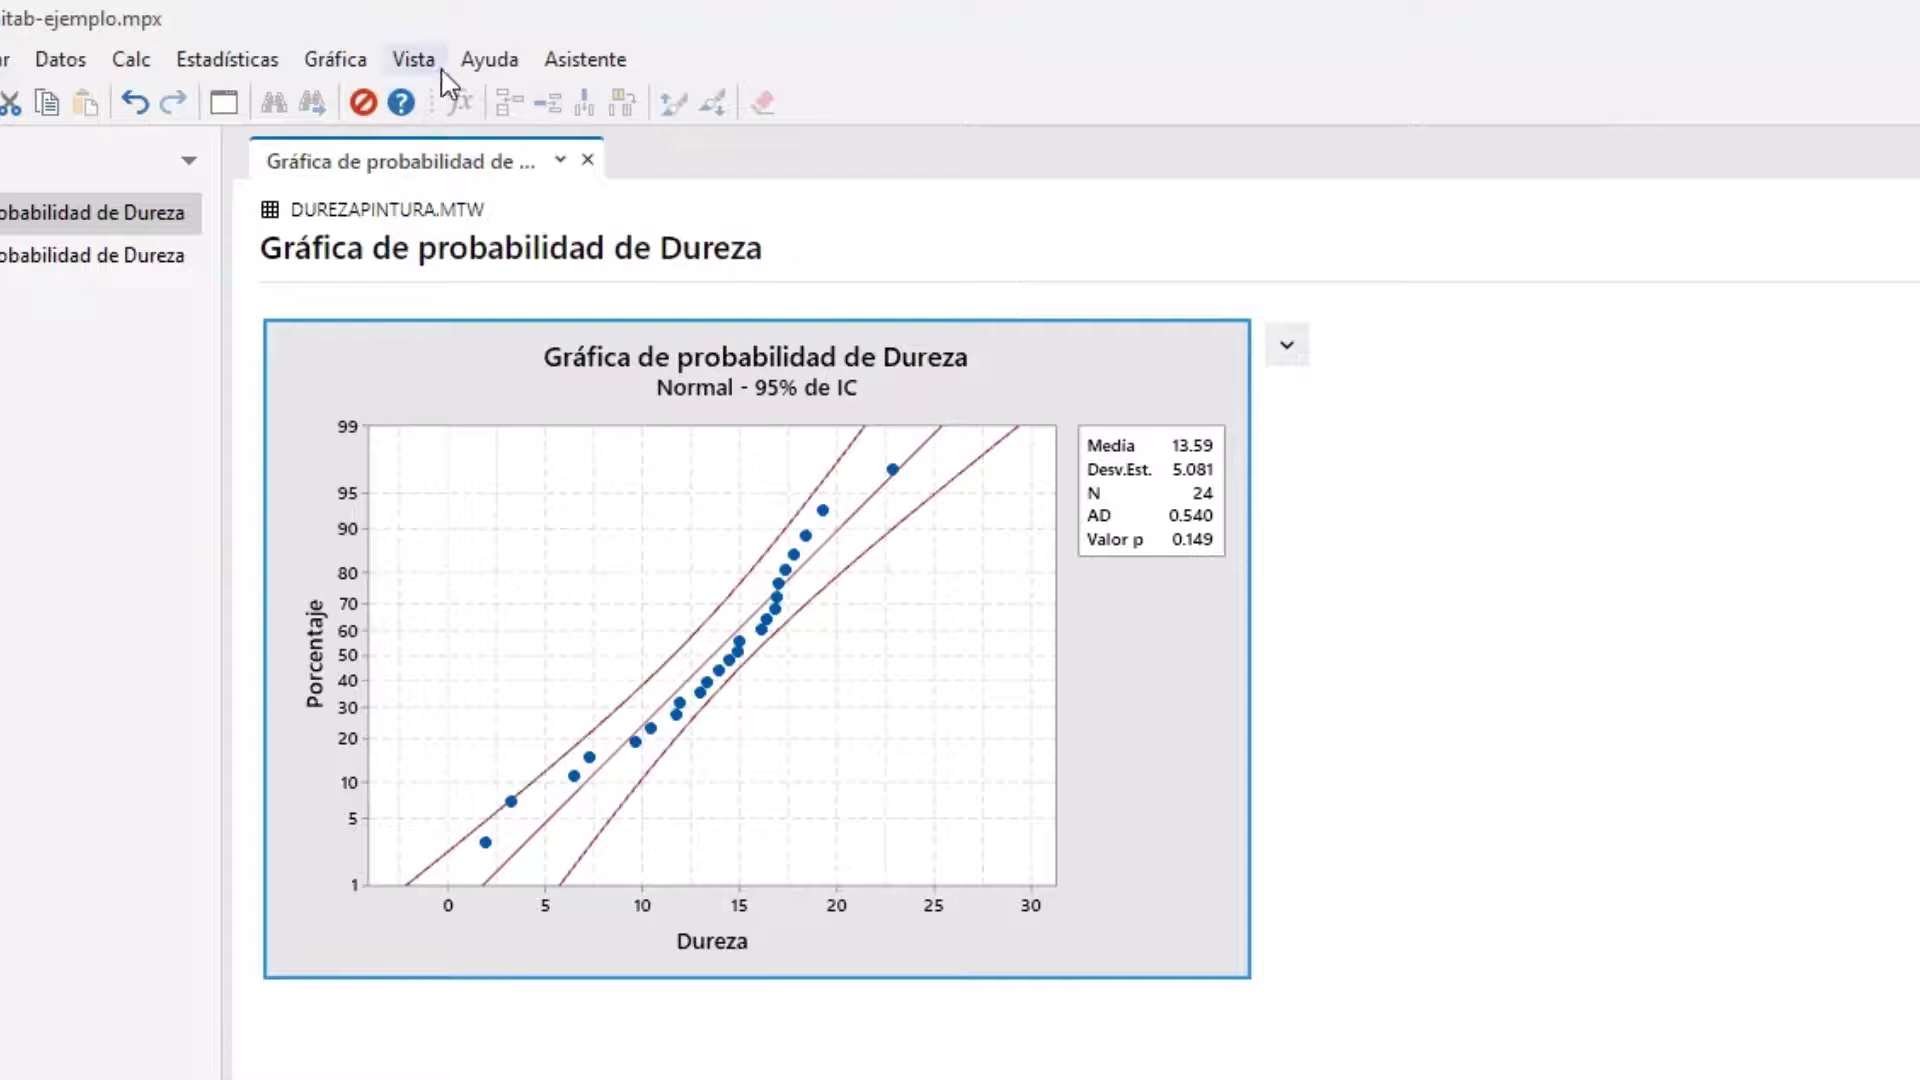 itab-ejemplo.mpx
ar Datos Calc Estadísticas Gráfica Vista Ayuda Asistente
fx
Gráfica de probabilidad de ...
obabilidad de Dureza
obabilidad de Dureza
DUREZAPINTURA.MTW
Gráfica de probabilidad de Dureza
Gráfica de probabilidad de Dureza
Normal - 95% de IC
99
95
90
80
70
60
50
40
30
20
10
5
1
Porcentaje
0 5 10 15 20 25 30
Dureza
Media 13.59
Desv.Est. 5.081
N 24
AD 0.540
Valor p 0.149